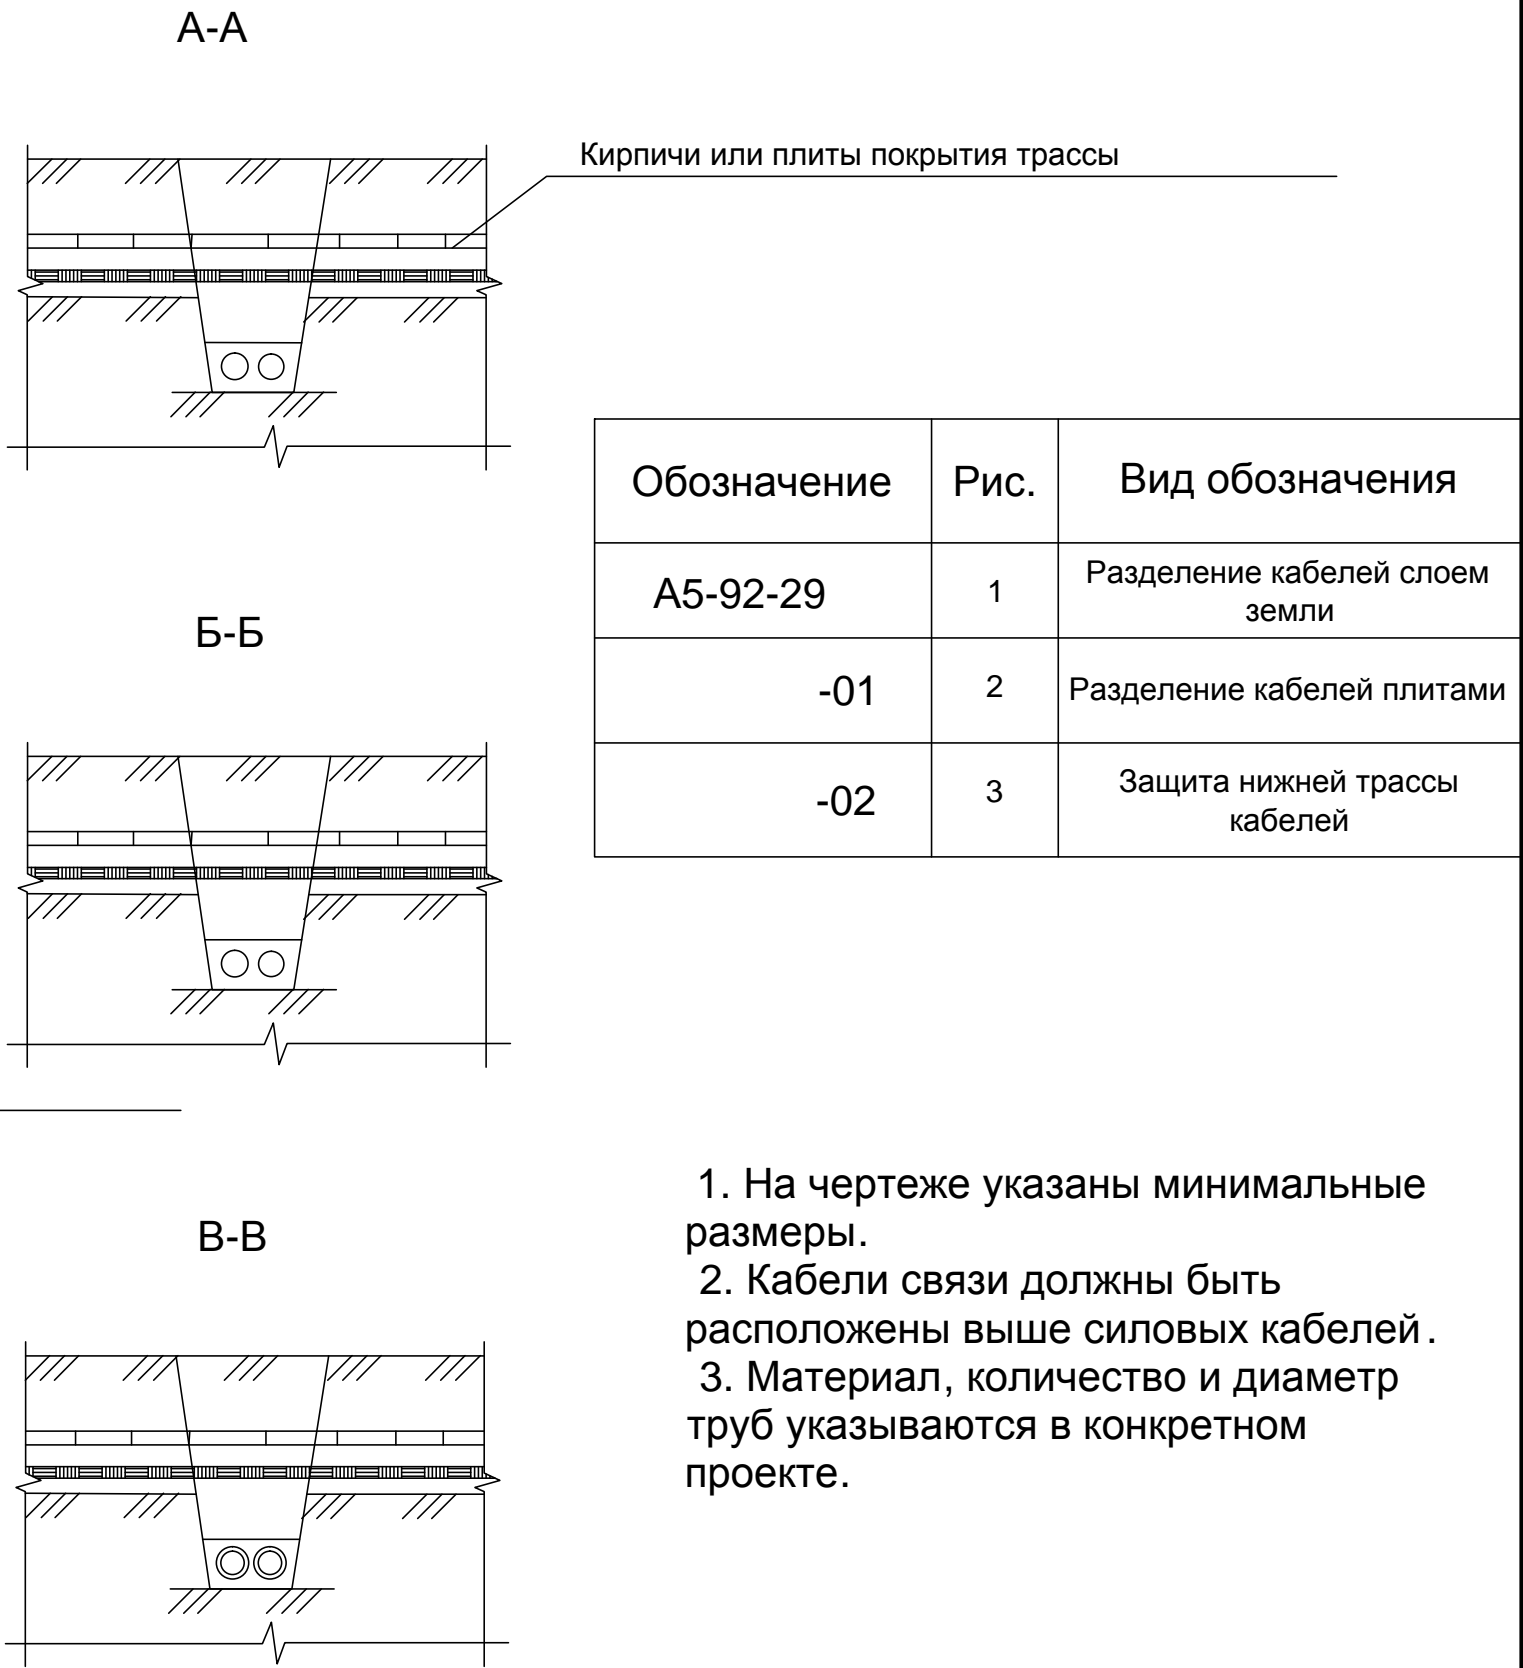 А-А
Кирпичи или плиты покрытия трассы
Обозначение Рис. Вид обозначения
А5-92-29 1 Разделение кабелей слоем
земли
-01 2 Разделение кабелей плитами
-02 3 Защита нижней трассы
кабелей
Б-Б
В-В
1. На чертеже указаны минимальные
размеры.
2. Кабели связи должны быть
расположены выше силовых кабелей.
3. Материал, количество и диаметр
труб указываются в конкретном
проекте.